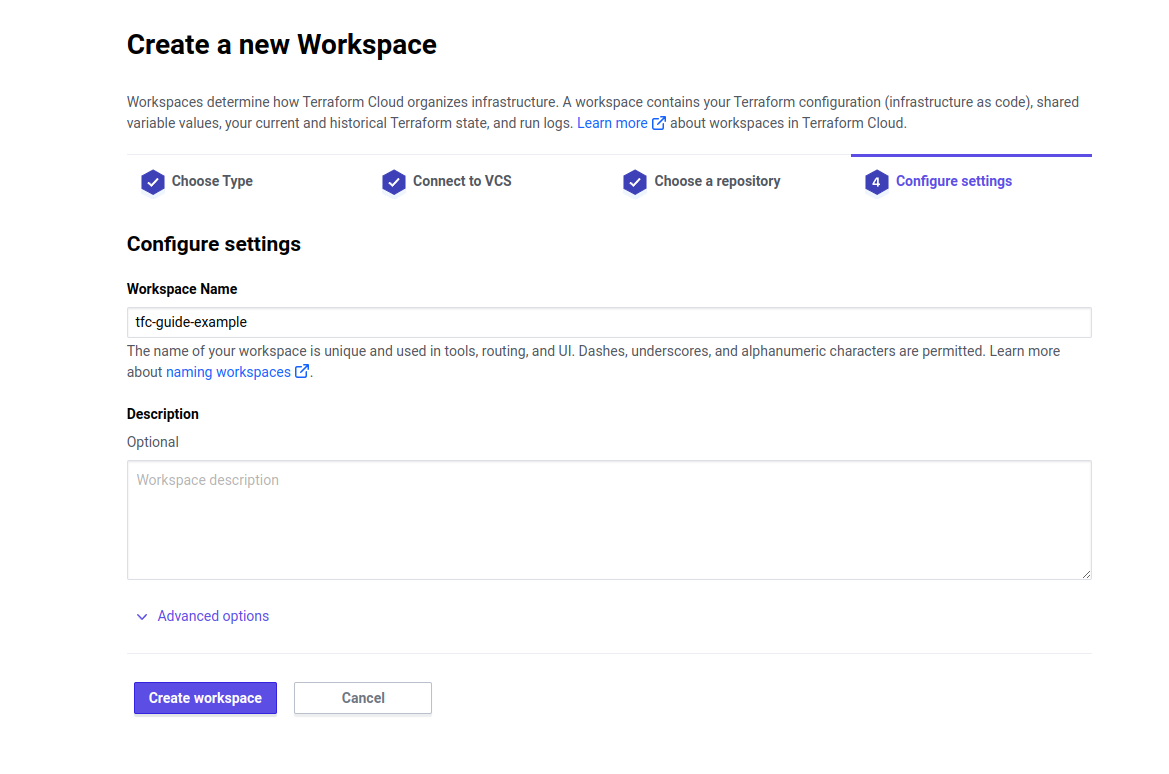 Create a new Workspace
Workspaces determine how Terraform Cloud organizes infrastructure. A workspace contains your Terraform configuration (infrastructure as code), shared
variable values, your current and historical Terraform state, and run logs. Learn more about workspaces in Terraform Cloud.
Choose Type
Connect to VCS
Choose a repository
4 Configure settings
Configure settings
Workspace Name
tfc-guide-example
The name of your workspace is unique and used in tools, routing, and UI. Dashes, underscores, and alphanumeric characters are permitted. Learn more
about naming workspaces.
Description
Optional
Workspace description
Advanced options
Create workspace
Cancel